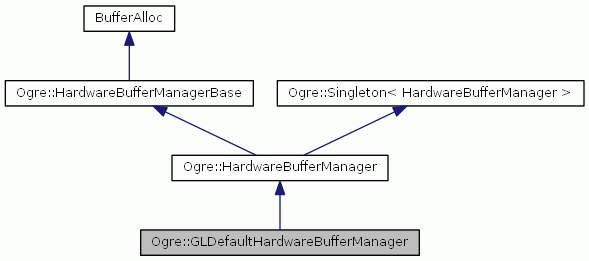 BufferAlloc
Ogre::HardwareBufferManagerBase
Ogre::Singleton< HardwareBufferManager >
Ogre::HardwareBufferManager
Ogre::GLDefaultHardwareBufferManager